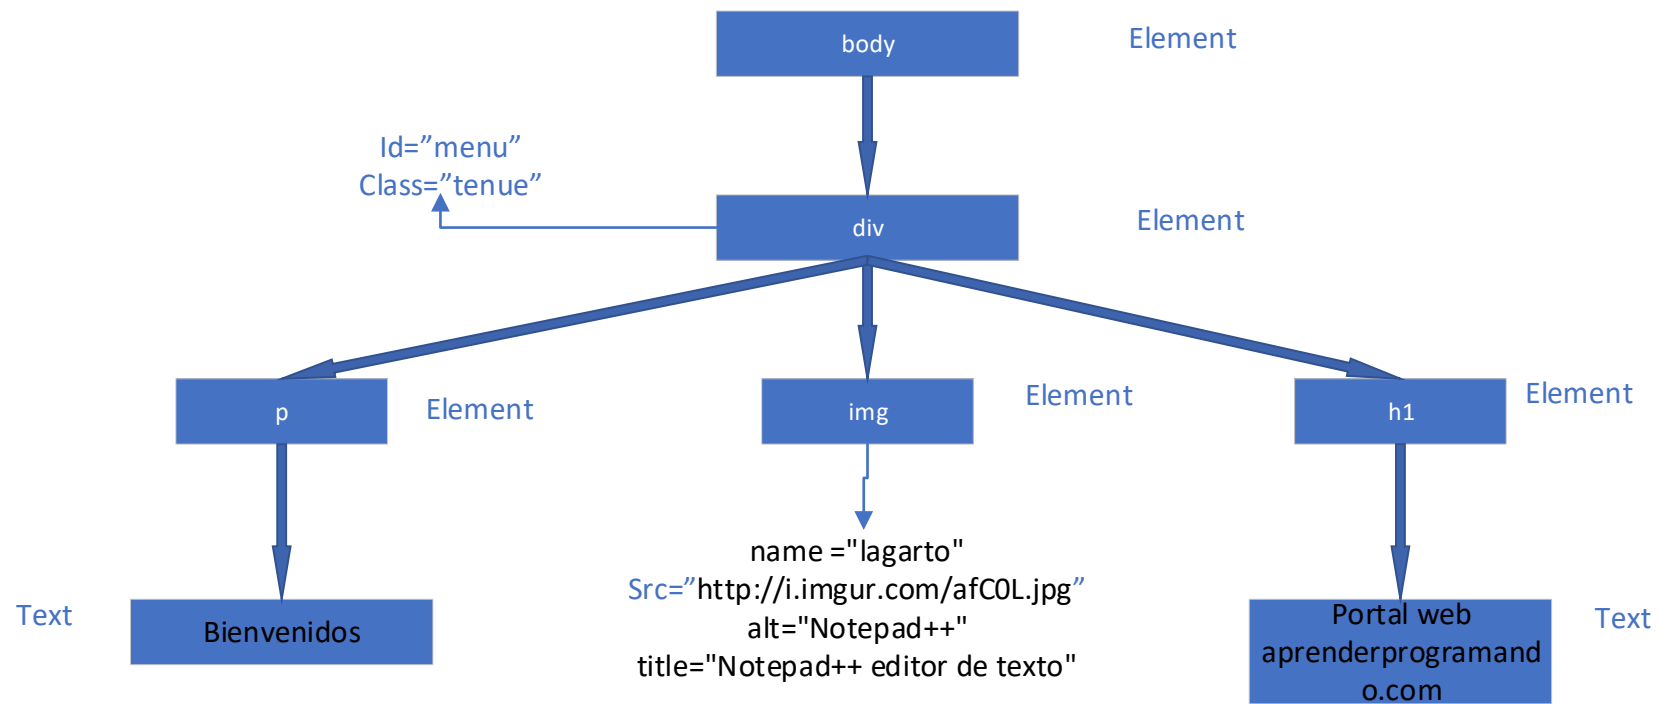 body
Element
Id=”menu”
Class=”tenue”
div
Element
p
Element
img
Element
h1
Element
name ="lagarto"
Src=”http://i.imgur.com/afC0L.jpg”
alt="Notepad++"
title="Notepad++ editor de texto"
Text
Bienvenidos
Portal web
aprenderprogramand
o.com
Text